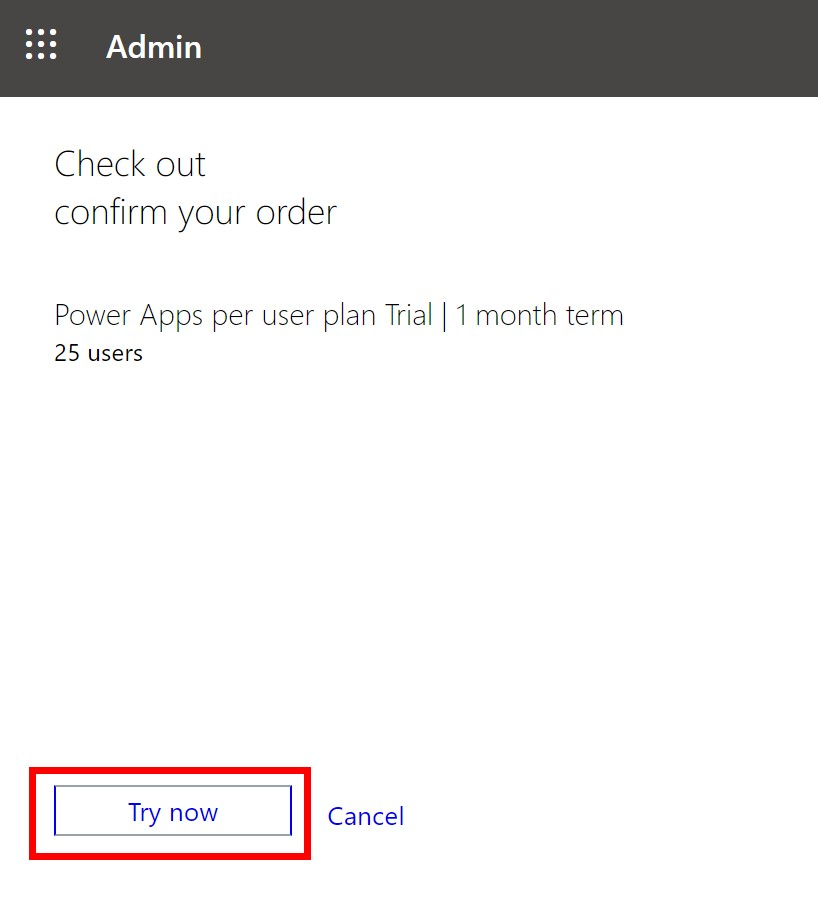 Admin
Check out
confirm your order
Power Apps per user plan Trial | 1 month term
25 users
Try now
Cancel